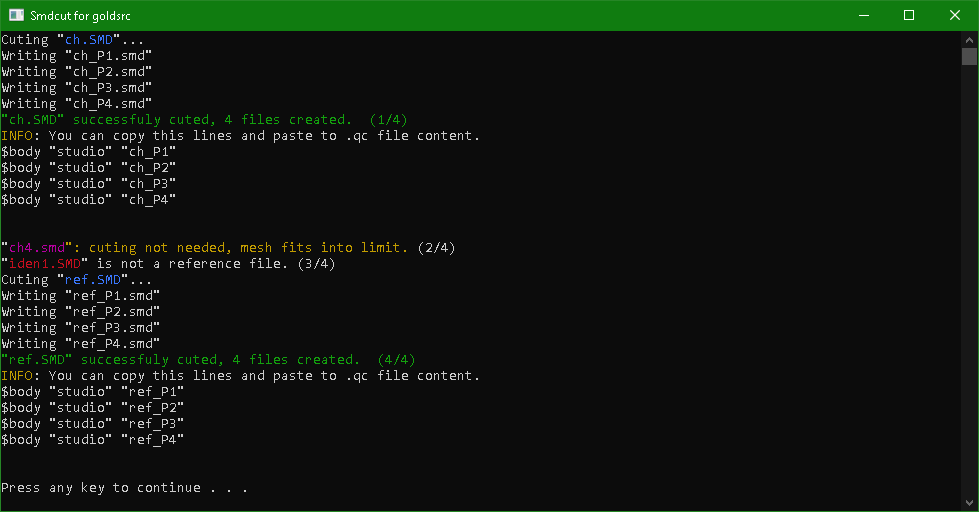 Smdcut for goldsrc
Cuting "ch.SMD"...
Writing "ch_P1.smd"
Writing "ch_P2.smd"
Writing "ch_P3.smd"
Writing "ch_P4.smd"
"ch.SMD" successfuly cuted, 4 files created.  (1/4)
INFO: You can copy this lines and paste to .qc file content.
$body "studio" "ch_P1"
$body "studio" "ch_P2"
$body "studio" "ch_P3"
$body "studio" "ch_P4"
"ch4.smd": cuting not needed, mesh fits into limit. (2/4)
"iden1.SMD" is not a reference file. (3/4)
Cuting "ref.SMD"...
Writing "ref_P1.smd"
Writing "ref_P2.smd"
Writing "ref_P3.smd"
Writing "ref_P4.smd"
"ref.SMD" successfuly cuted, 4 files created.  (4/4)
INFO: You can copy this lines and paste to .qc file content.
$body "studio" "ref_P1"
$body "studio" "ref_P2"
$body "studio" "ref_P3"
$body "studio" "ref_P4"
Press any key to continue . . .